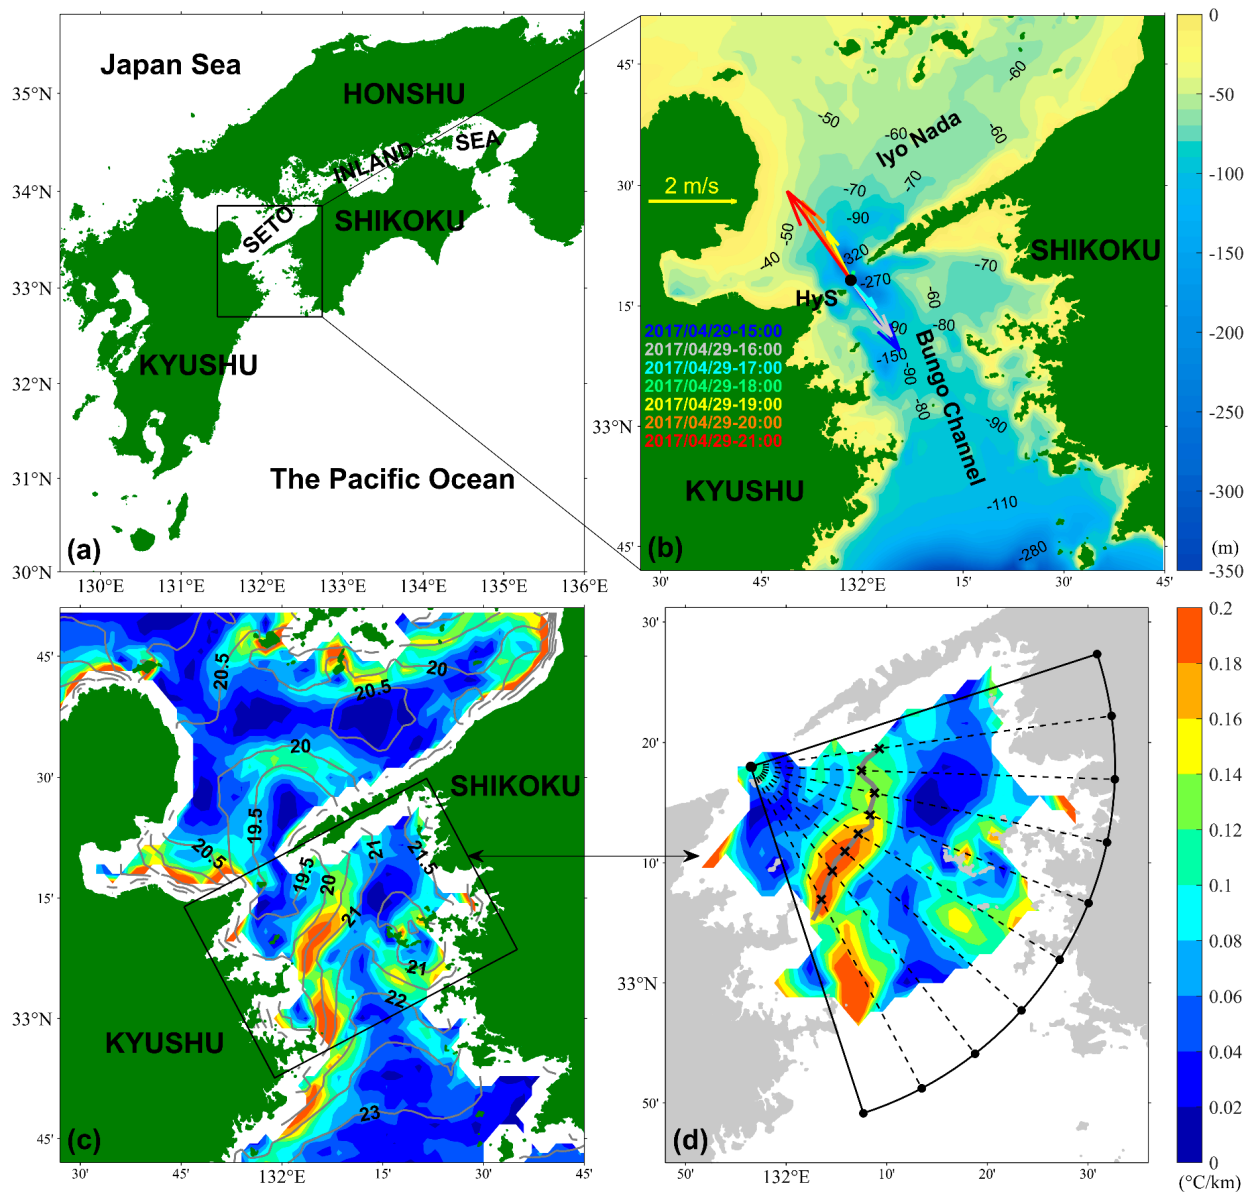 Japan Sea
HONSHU
SETO
INLAND
SEA
SHIKOKU
KYUSHU
The Pacific Ocean
(a)
35°N
34°N
33°N
32°N
31°N
30°N
130°E
131°E
132°E
133°E
134°E
135°E
136°E
45'
30'
15'
33°N
45'
-60
-50
-60
-60
Iyo Nada
-70
-70
2 m/s
-90
-50
-40
-320
-270
-70
SHIKOKU
HyS
-60
-80
-90
-150
-90
-80
-90
Bungo Channel
2017/04/29-15:00
2017/04/29-16:00
2017/04/29-17:00
2017/04/29-18:00
2017/04/29-19:00
2017/04/29-20:00
2017/04/29-21:00
KYUSHU
-110
-280
(b)
30'
45'
132°E
15'
30'
45'
0
-50
-100
-150
-200
-250
-300
(m)
-350
45'
30'
15'
33°N
45'
20.5
20
20.5
20
19.5
20.5
SHIKOKU
19.5
20
21
21.5
21
21
22
KYUSHU
23
(c)
30'
45'
132°E
15'
30'
45'
30'
20'
10'
33°N
50'
(d)
50'
132°E
10'
20'
30'
0.2
0.18
0.16
0.14
0.12
0.1
0.08
0.06
0.04
0.02
0
(°C/km)